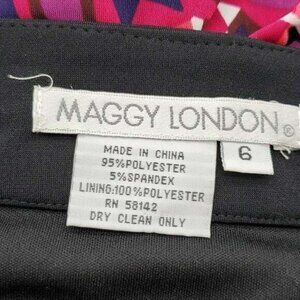 MAGGY LONDON®
6
MADE IN CHINA
95%POLYESTER
5%SPANDEX
LINING:100%POLYESTER
RN 58142
DRY CLEAN ONLY